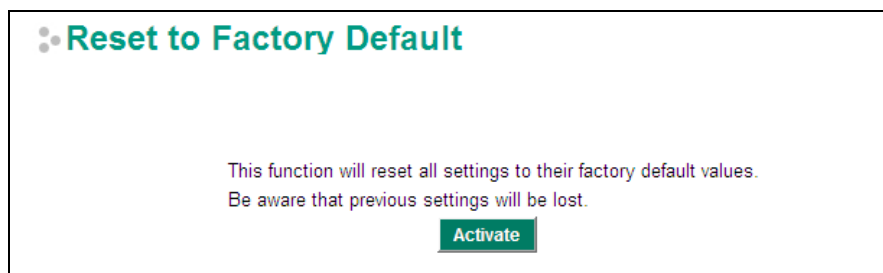 Reset to Factory Default
This function will reset all settings to their factory default values.
Be aware that previous settings will be lost.
Activate